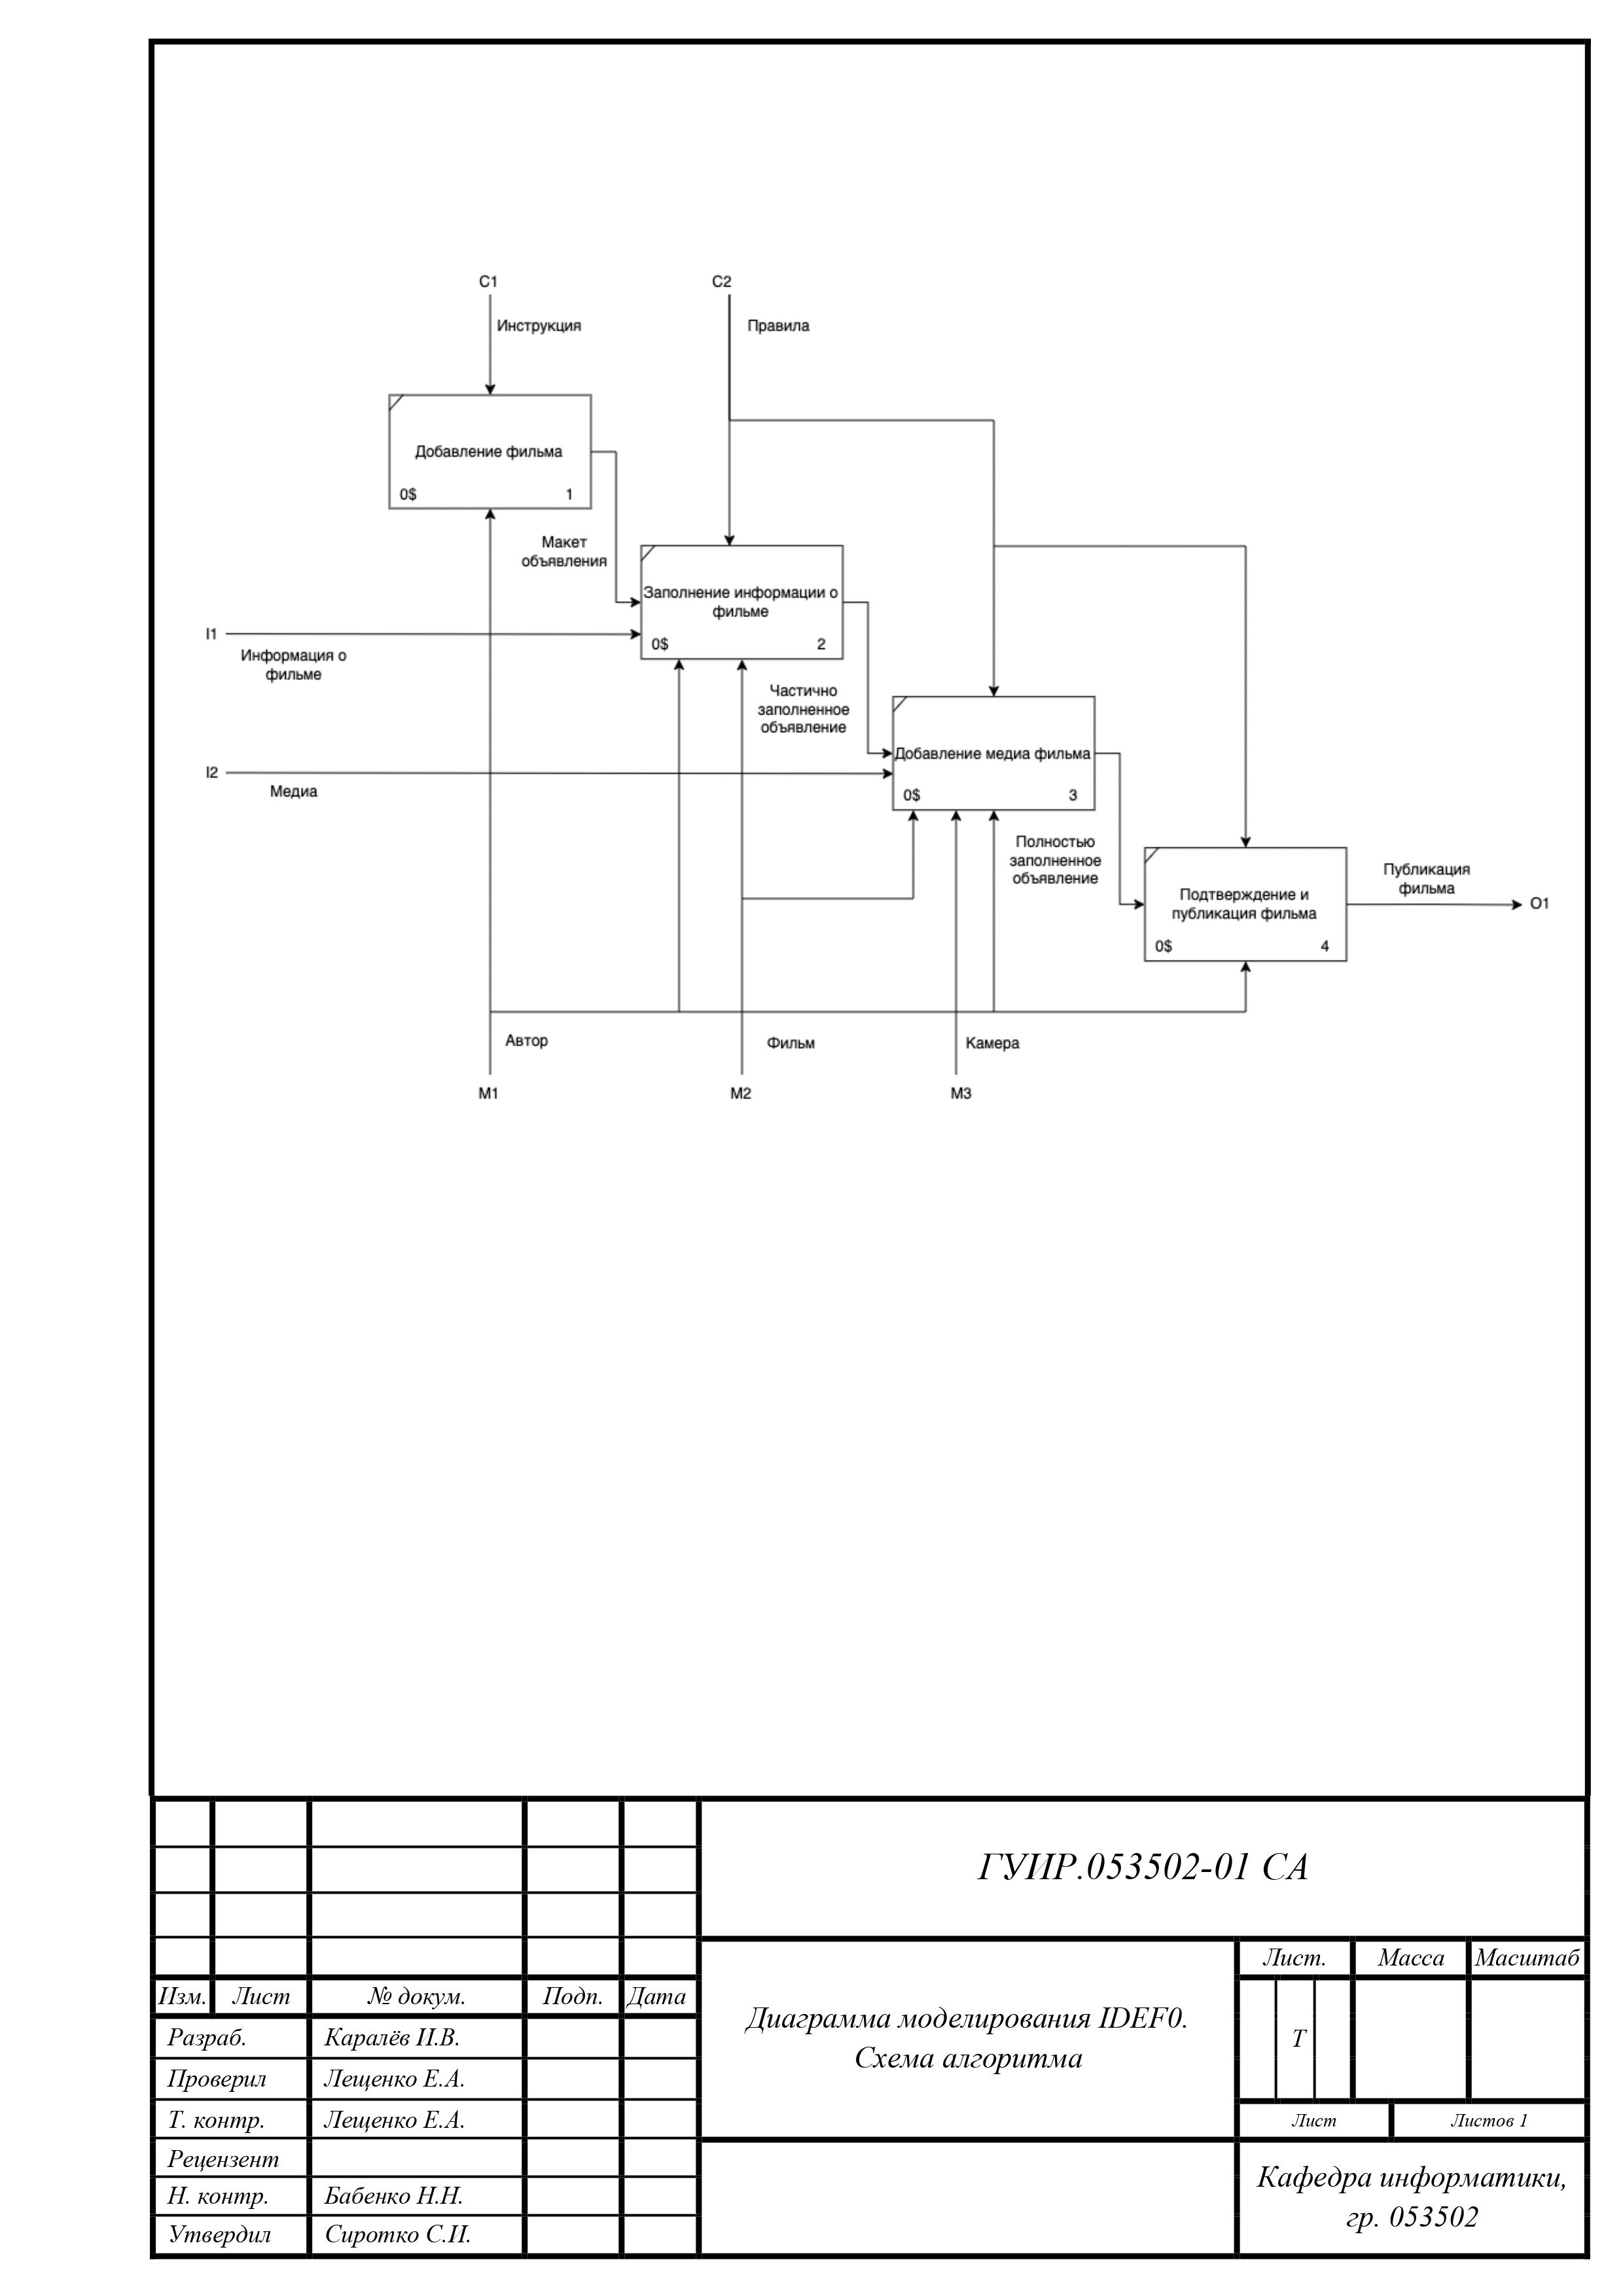 C1
C2
Инструкция
Правила
Добавление фильма
0$
1
Макет
объявления
Заполнение информации о
фильме
0$
2
I1
Информация о
фильме
Частично
заполненное
объявление
Добавление медиа фильма
0$
3
I2
Медиа
Полностью
заполненное
объявление
Подтверждение и
публикация фильма
0$
4
Публикация
фильма
O1
Автор
Фильм
Камера
M1
M2
M3
ГУИР.053502-01 СА
Лист.
Масса
Масштаб
Изм.
Лист
№ докум.
Подп.
Дата
Диаграмма моделирования IDEF0.
Схема алгоритма
Т
Разраб.
Каралёв И.В.
Проверил
Лещенко Е.А.
Т. контр.
Лещенко Е.А.
Лист
Листов 1
Рецензент
Н. контр.
Бабенко Н.Н.
Утвердил
Сиротко С.И.
Кафедра информатики,
гр. 053502